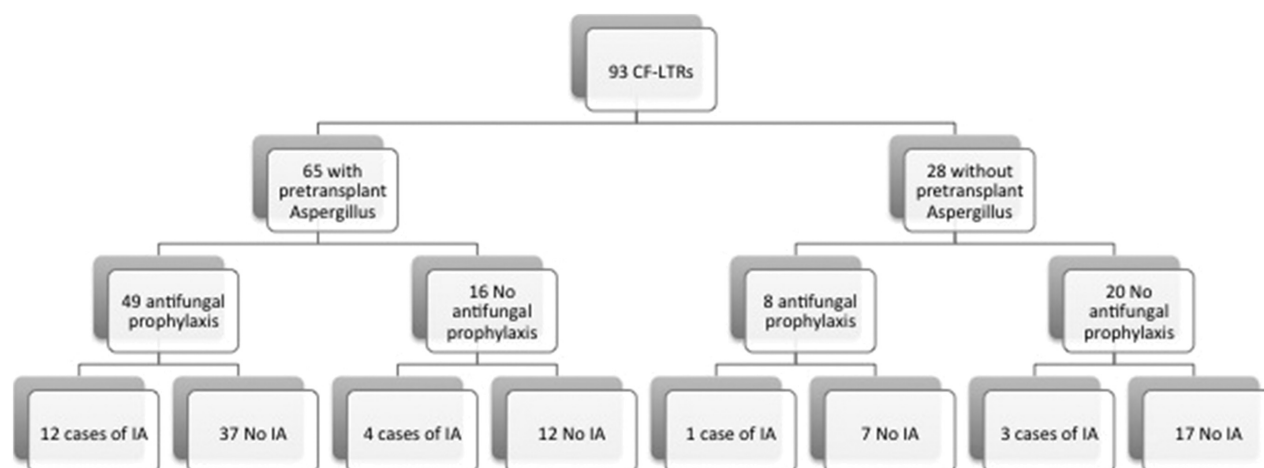 93 CF-LTRs
65 with
pretransplant
Aspergillus
28 without
pretransplant
Aspergillus
49 antifungal
prophylaxis
16 No
antifungal
prophylaxis
8 antifungal
prophylaxis
20 No
antifungal
prophylaxis
12 cases of IA
37 No IA
4 cases of IA
12 No IA
1 case of IA
7 No IA
3 cases of IA
17 No IA